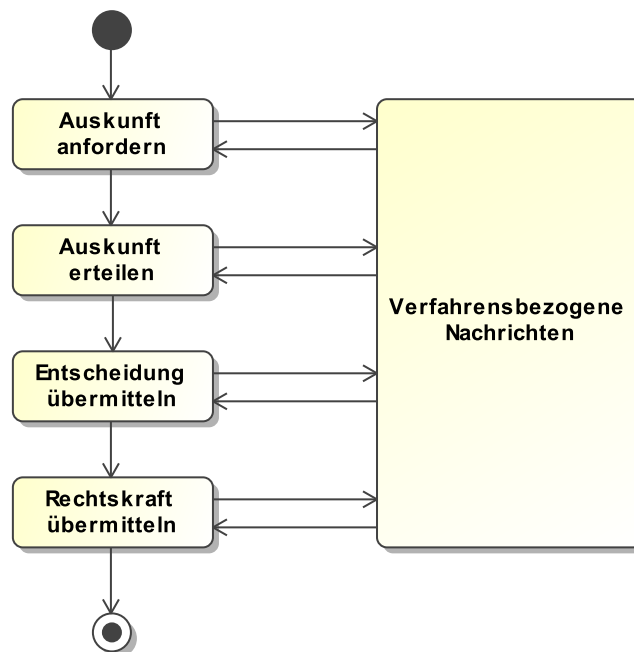 Auskunft
anfordern
Auskunft
erteilen
Verfahrensbezogene
Nachrichten
Entscheidung
übermitteln
Rechtskraft
übermitteln